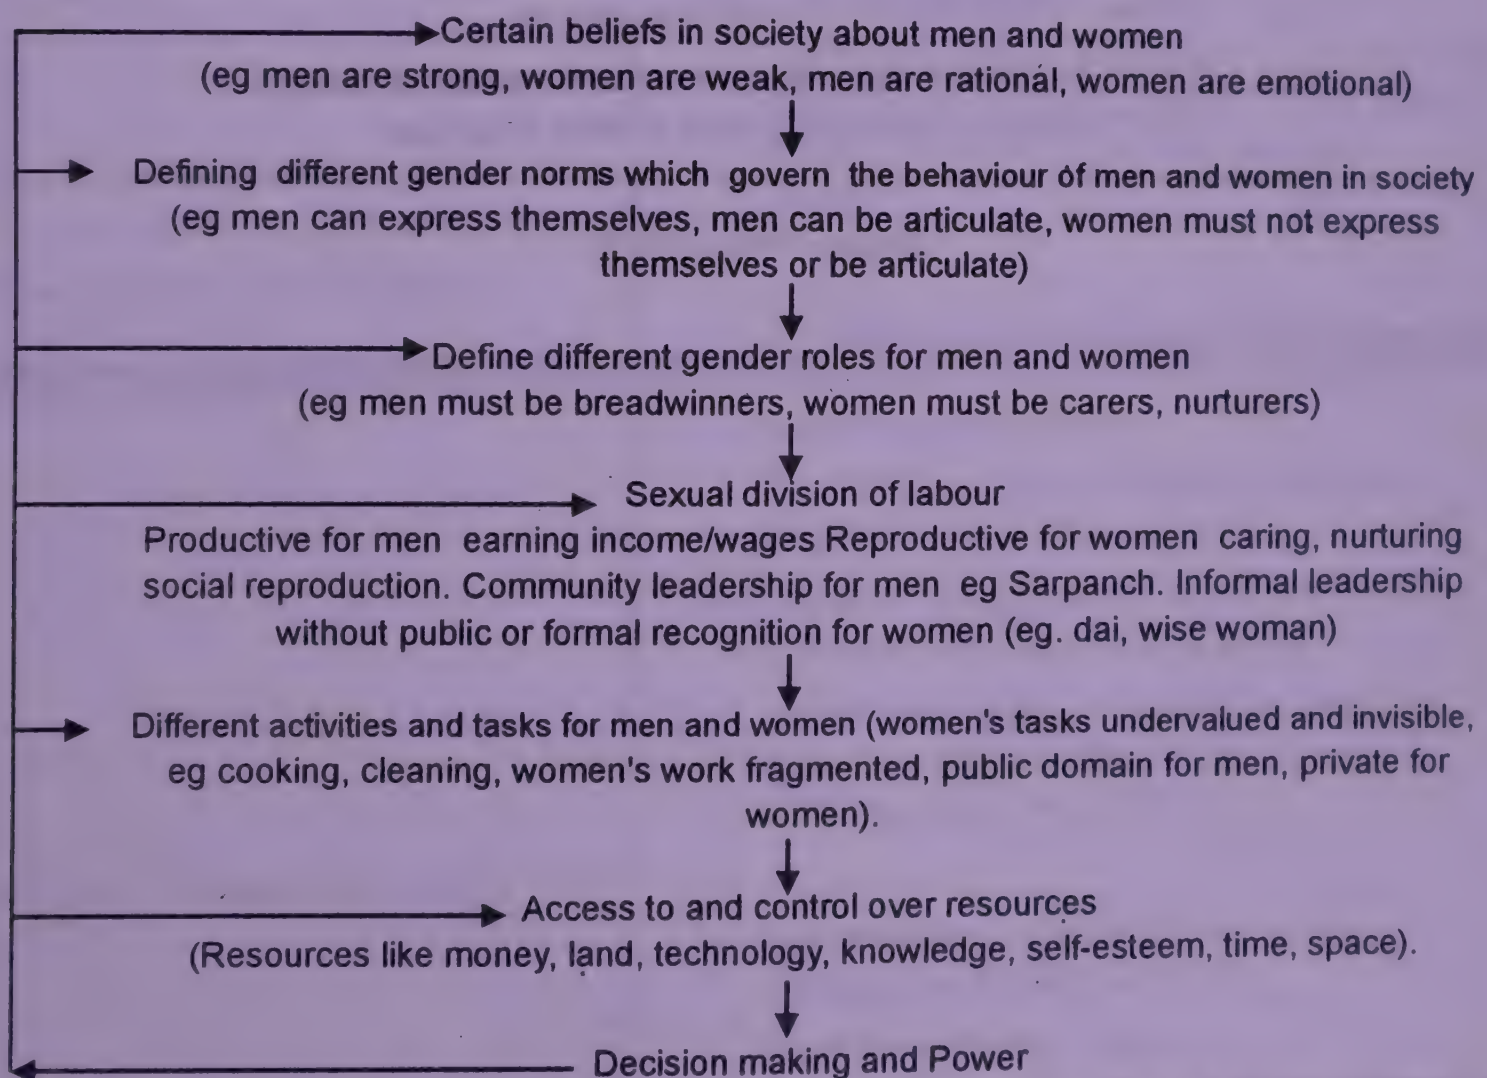 Certain beliefs in society about men and women
(eg men are strong, women are weak, men are rational, women are emotional)
Defining different gender norms which govern the behaviour of men and women in society
(eg men can express themselves, men can be articulate, women must not express
themselves or be articulate)
Define different gender roles for men and women
(eg men must be breadwinners, women must be carers, nurturers)
Sexual division of labour
Productive for men earning income/wages Reproductive for women caring, nurturing
social reproduction. Community leadership for men eg Sarpanch. Informal leadership
without public or formal recognition for women (eg. dai, wise woman)
Different activities and tasks for men and women (women's tasks undervalued and invisible,
eg cooking, cleaning, women's work fragmented, public domain for men, private for
women).
Access to and control over resources
(Resources like money, land, technology, knowledge, self-esteem, time, space).
Decision making and Power